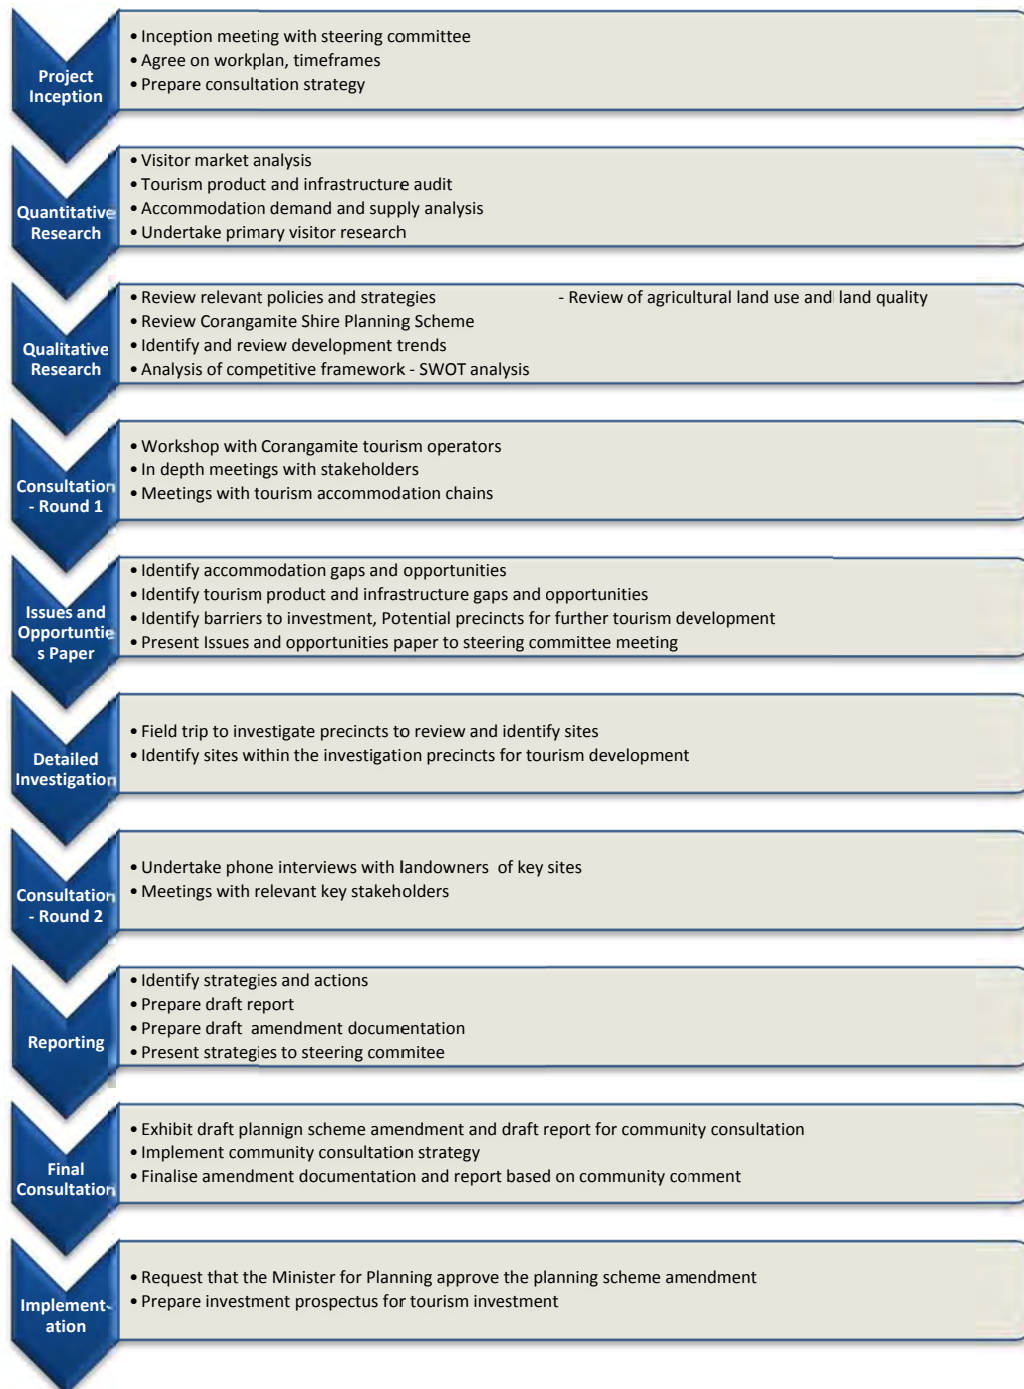 Project
Inception
• Inception meeting with steering committee
• Agree on workplan, timeframes
• Prepare consultation strategy
Quantitative
Research
• Visitor market analysis
• Tourism product and infrastructure audit
• Accommodation demand and supply analysis
• Undertake primary visitor research
Qualitative
Research
• Review relevant policies and strategies - Review of agricultural land use and land quality
• Review Corangamite Shire Planning Scheme
• Identify and review development trends
• Analysis of competitive framework - SWOT analysis
Consultation
- Round 1
• Workshop with Corangamite tourism operators
• In depth meetings with stakeholders
• Meetings with tourism accommodation chains
Issues and
Opportuntie
s Paper
• Identify accommodation gaps and opportunities
• Identify tourism product and infrastructure gaps and opportunities
• Identify barriers to investment, Potential precincts for further tourism development
• Present Issues and opportunities paper to steering committee meeting
Detailed
Investigation
• Field trip to investigate precincts to review and identify sites
• Identify sites within the investigation precincts for tourism development
Consultation
- Round 2
• Undertake phone interviews with landowners of key sites
• Meetings with relevant key stakeholders
Reporting
• Identify strategies and actions
• Prepare draft report
• Prepare draft amendment documentation
• Present strategies to steering commitee
Final
Consultation
• Exhibit draft plannign scheme amendment and draft report for community consultation
• Implement community consultation strategy
• Finalise amendment documentation and report based on community comment
Implement-
ation
• Request that the Minister for Planning approve the planning scheme amendment
• Prepare investment prospectus for tourism investment